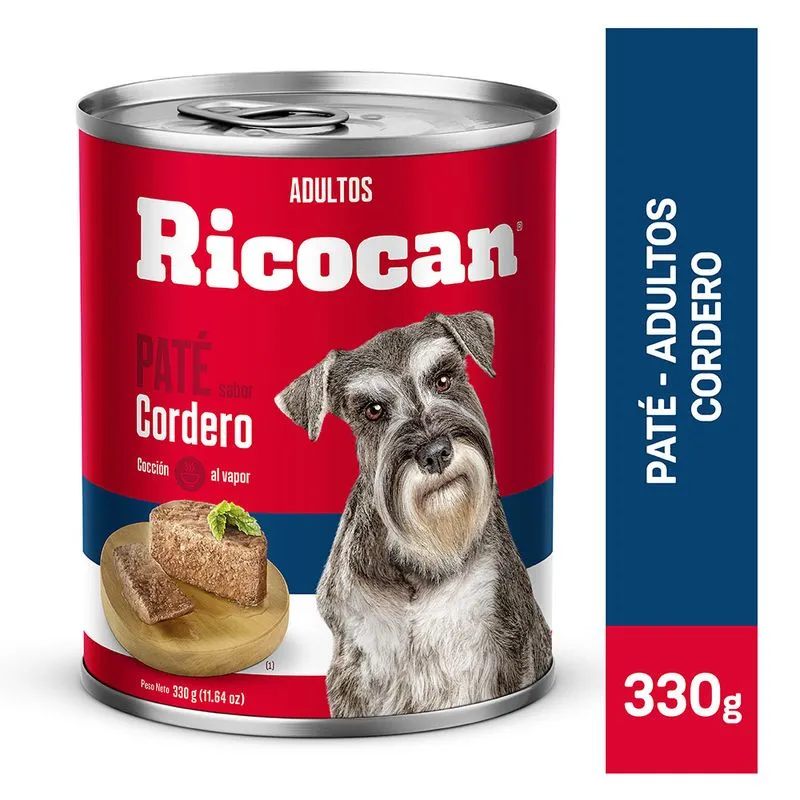 ADULTOS
Ricocan®
PATÉ sabor
Cordero
Cocción al vapor
(1)
Peso Neto 330 g (11.64 oz)
PATÉ - ADULTOS
CORDERO
330g